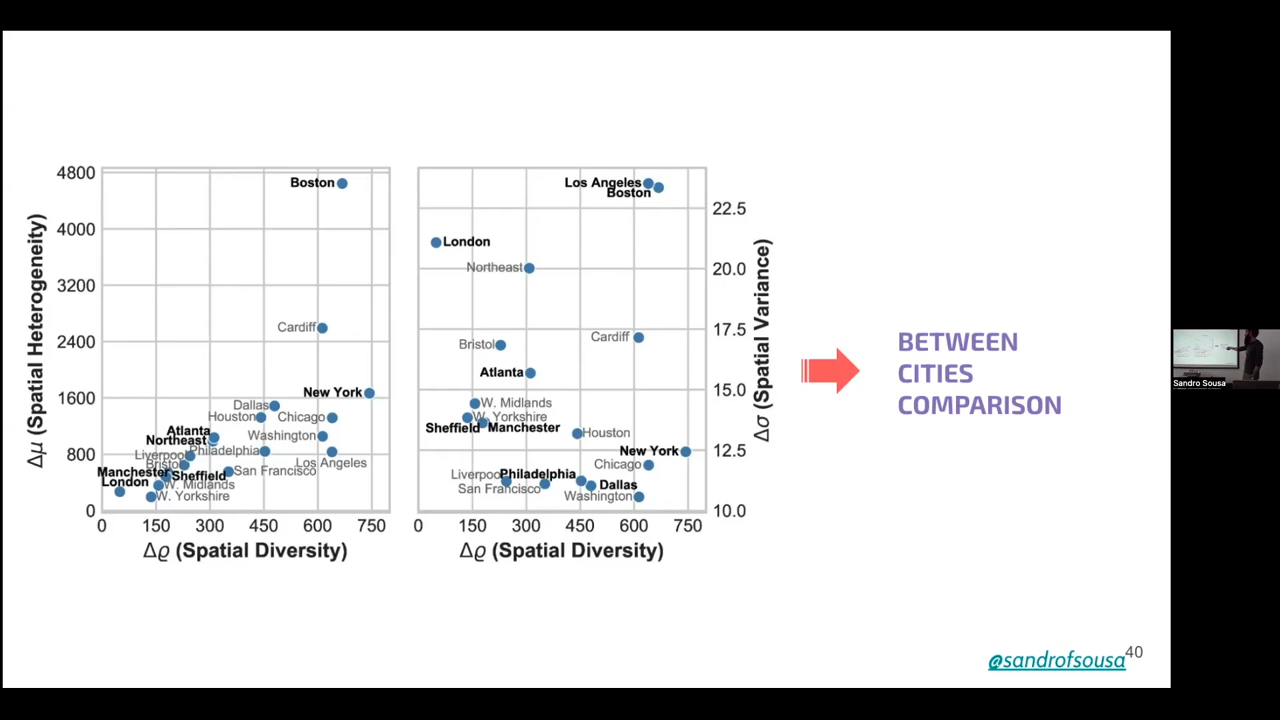 4800
4000
3200
2400
1600
800
0
Δμ (Spatial Heterogeneity)
Boston
Cardiff
New York
Dallas
Houston
Chicago
Atlanta
Washington
Northeast
Philadelphia
Liverpool
Los Angeles
Bristol
San Francisco
Manchester
Sheffield
London
W. Midlands
W. Yorkshire
0 150 300 450 600 750
Δϱ (Spatial Diversity)
Los Angeles
Boston
London
Northeast
Cardiff
Bristol
Atlanta
W. Midlands
W. Yorkshire
Sheffield
Manchester
Houston
New York
Chicago
Liverpool
Philadelphia
San Francisco
Dallas
Washington
22.5
20.0
17.5
15.0
12.5
10.0
Δσ (Spatial Variance)
0 150 300 450 600 750
Δϱ (Spatial Diversity)
BETWEEN
CITIES
COMPARISON
@sandrofsousa
40
Sandro Sousa